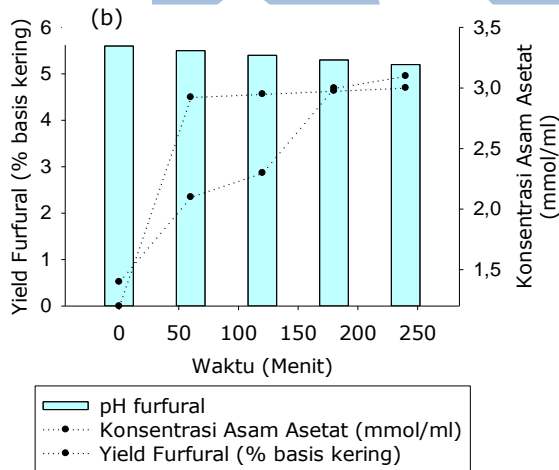 (b)
Yield Furfural (% basis kering)
6
5
4
3
2
1
0
3,5
3,0
2,5
2,0
1,5
Konsentrasi Asam Asetat
(mmol/ml)
0 50 100 150 200 250
Waktu (Menit)
pH furfural
Konsentrasi Asam Asetat (mmol/ml)
Yield Furfural (% basis kering)